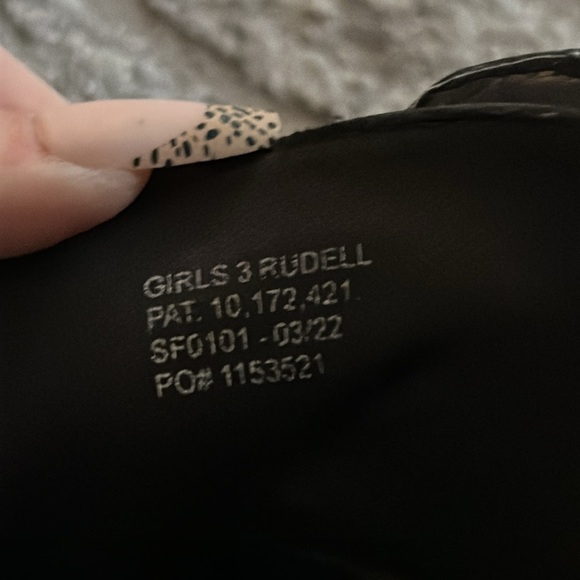 GIRLS 3 RUDELL
PAT. 10,172,421
SF0101 - 03/22
PO# 1153521